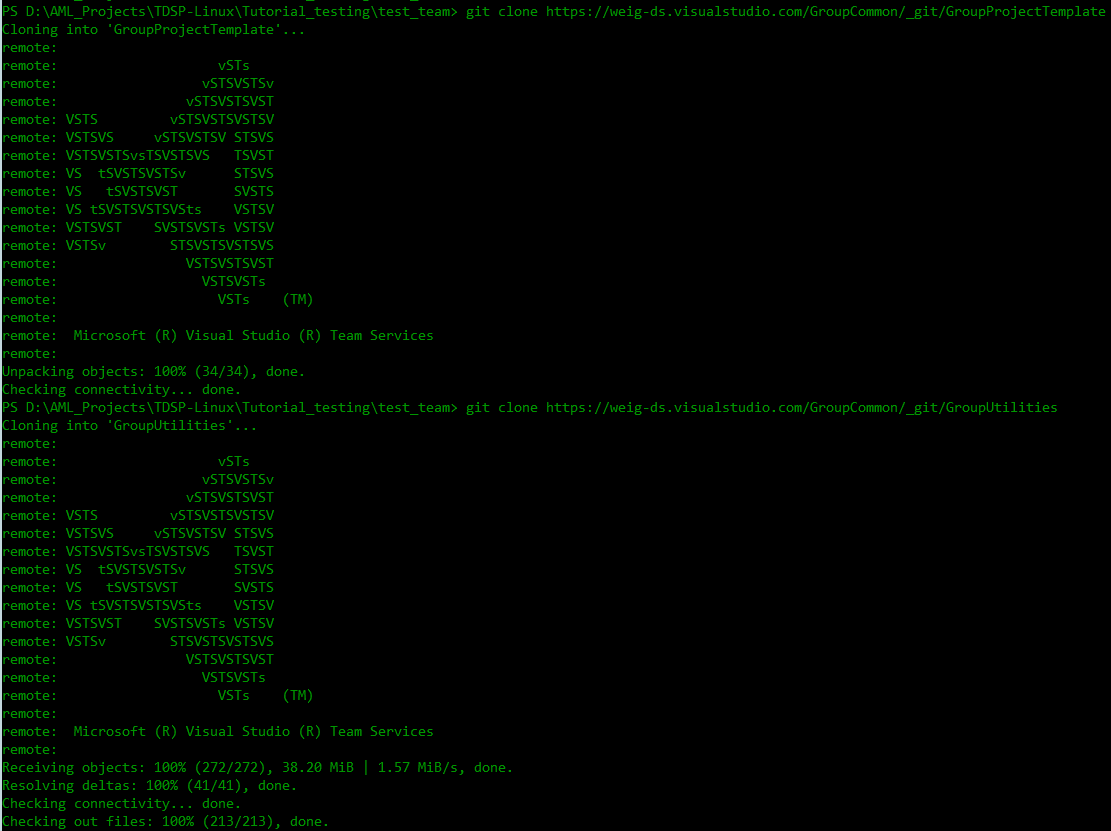 PS D:\AML_Projects\TDSP-Linux\Tutorial_testing\test_team> git clone https://weig-ds.visualstudio.com/GroupCommon/_git/GroupProjectTemplate
Cloning into 'GroupProjectTemplate'...
remote:
remote:                    vSTs
remote:                  vSTSVSTSv
remote:                vSTSVSTSVST
remote: VSTS         vSTSVSTSVSTSV
remote: VSTSVS     vSTSVSTSV STSVS
remote: VSTSVSTSvsTSVSTSVS   TSVST
remote: VS  tSVSTSVSTSv      STSVS
remote: VS   tSVSTSVST       SVSTS
remote: VS tSVSTSVSTSVSts    VSTSV
remote: VSTSVST    SVSTSVSTs VSTSV
remote: VSTSv        STSVSTSVSTSVS
remote:                VSTSVSTSVST
remote:                  VSTSVSTs
remote:                    VSTs    (TM)
remote:
remote:  Microsoft (R) Visual Studio (R) Team Services
remote:
Unpacking objects: 100% (34/34), done.
Checking connectivity... done.
PS D:\AML_Projects\TDSP-Linux\Tutorial_testing\test_team> git clone https://weig-ds.visualstudio.com/GroupCommon/_git/GroupUtilities
Cloning into 'GroupUtilities'...
remote:
remote:                    vSTs
remote:                  vSTSVSTSv
remote:                vSTSVSTSVST
remote: VSTS         vSTSVSTSVSTSV
remote: VSTSVS     vSTSVSTSV STSVS
remote: VSTSVSTSvsTSVSTSVS   TSVST
remote: VS  tSVSTSVSTSv      STSVS
remote: VS   tSVSTSVST       SVSTS
remote: VS tSVSTSVSTSVSts    VSTSV
remote: VSTSVST    SVSTSVSTs VSTSV
remote: VSTSv        STSVSTSVSTSVS
remote:                VSTSVSTSVST
remote:                  VSTSVSTs
remote:                    VSTs    (TM)
remote:
remote:  Microsoft (R) Visual Studio (R) Team Services
remote:
Receiving objects: 100% (272/272), 38.20 MiB | 1.57 MiB/s, done.
Resolving deltas: 100% (41/41), done.
Checking connectivity... done.
Checking out files: 100% (213/213), done.